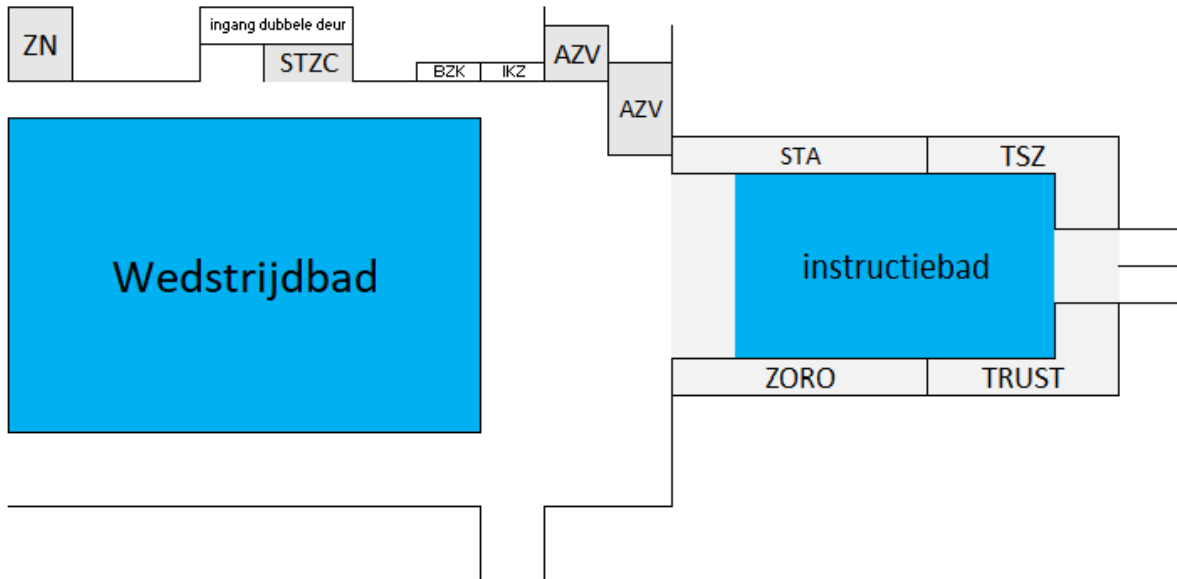 ingang dubbele deur
ZN
STZC
BZK
IKZ
AZV
AZV
STA
TSZ
Wedstrijdbad
instructiebad
ZORO
TRUST